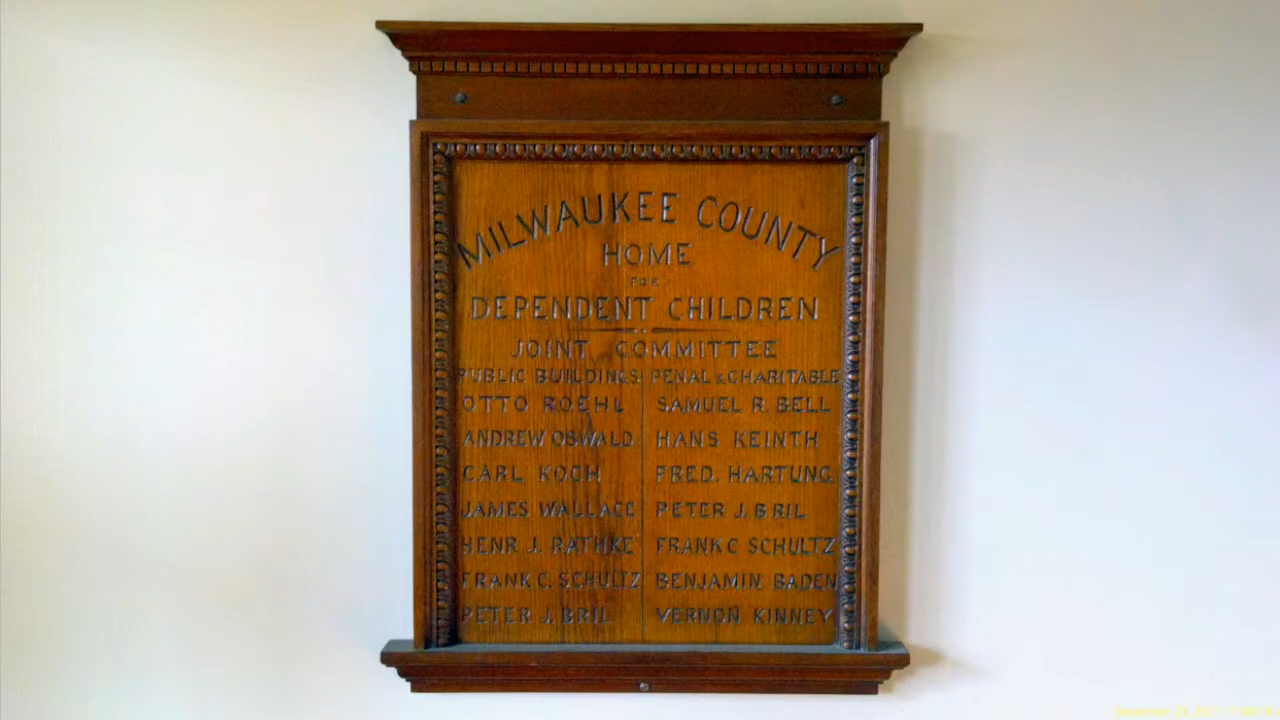 MILWAUKEE COUNTY
HOME
FOR
DEPENDENT CHILDREN
JOINT COMMITTEE
PUBLIC BUILDINGS PENAL & CHARITABLE
OTTO ROEHL SAMUEL R. BELL
ANDREW OSWALD HANS KEINTH
CARL KOCH FRED. HARTUNG
JAMES WALLACE PETER J. BRIL
HENR J. RATHKE FRANK C SCHULTZ
FRANK C. SCHULTZ BENJAMIN BADEN
PETER J. BRIL VERNON KINNEY